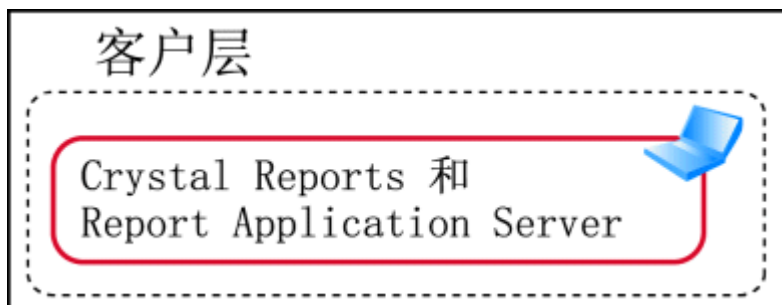 客户层
Crystal Reports 和
Report Application Server